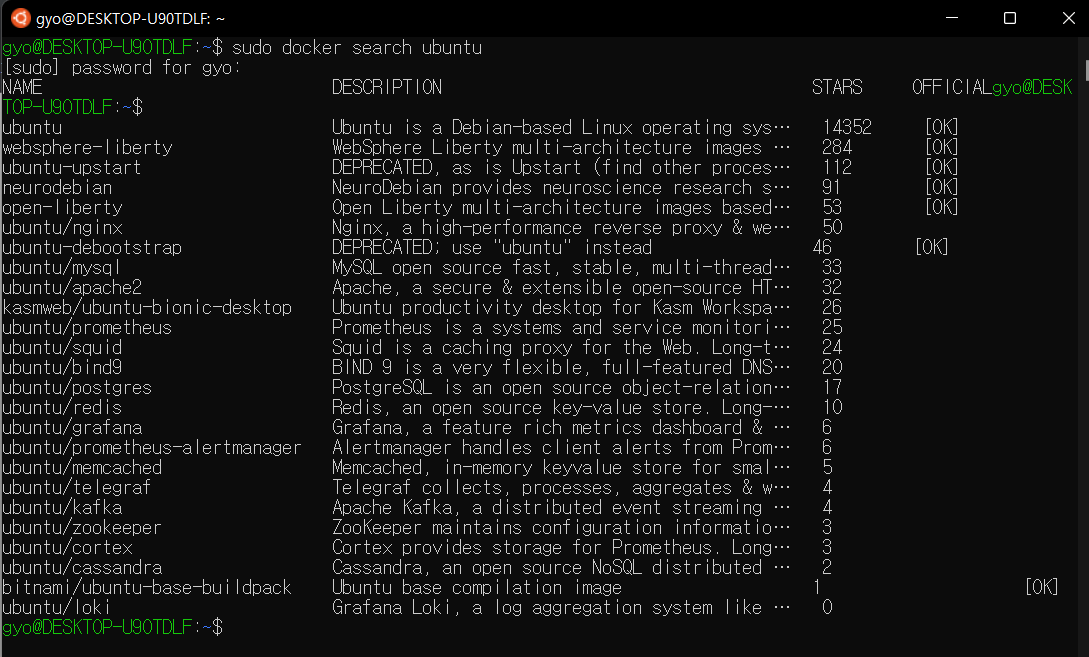 gyo@DESKTOP-U90TDLF: ~
gyo@DESKTOP-U90TDLF:~$ sudo docker search ubuntu
[sudo] password for gyo:
NAME DESCRIPTION STARS OFFICIALgyo@DESK
TOP-U90TDLF:~$
ubuntu Ubuntu is a Debian-based Linux operating sys… 14352 [OK]
websphere-liberty WebSphere Liberty multi-architecture images … 284 [OK]
ubuntu-upstart DEPRECATED, as is Upstart (find other proces… 112 [OK]
neurodebian NeuroDebian provides neuroscience research s… 91 [OK]
open-liberty Open Liberty multi-architecture images based… 53 [OK]
ubuntu/nginx Nginx, a high-performance reverse proxy & we… 50
ubuntu-debootstrap DEPRECATED; use "ubuntu" instead 46 [OK]
ubuntu/mysql MySQL open source fast, stable, multi-thread… 33
ubuntu/apache2 Apache, a secure & extensible open-source HT… 32
kasmweb/ubuntu-bionic-desktop Ubuntu productivity desktop for Kasm Workspa… 26
ubuntu/prometheus Prometheus is a systems and service monitori… 25
ubuntu/squid Squid is a caching proxy for the Web. Long-t… 24
ubuntu/bind9 BIND 9 is a very flexible, full-featured DNS… 20
ubuntu/postgres PostgreSQL is an open source object-relation… 17
ubuntu/redis Redis, an open source key-value store. Long-… 10
ubuntu/grafana Grafana, a feature rich metrics dashboard & … 6
ubuntu/prometheus-alertmanager Alertmanager handles client alerts from Prom… 6
ubuntu/memcached Memcached, in-memory keyvalue store for smal… 5
ubuntu/telegraf Telegraf collects, processes, aggregates & w… 4
ubuntu/kafka Apache Kafka, a distributed event streaming … 4
ubuntu/zookeeper ZooKeeper maintains configuration informatio… 3
ubuntu/cortex Cortex provides storage for Prometheus. Long… 3
ubuntu/cassandra Cassandra, an open source NoSQL distributed … 2
bitnami/ubuntu-base-buildpack Ubuntu base compilation image 1 [OK]
ubuntu/loki Grafana Loki, a log aggregation system like … 0
gyo@DESKTOP-U90TDLF:~$